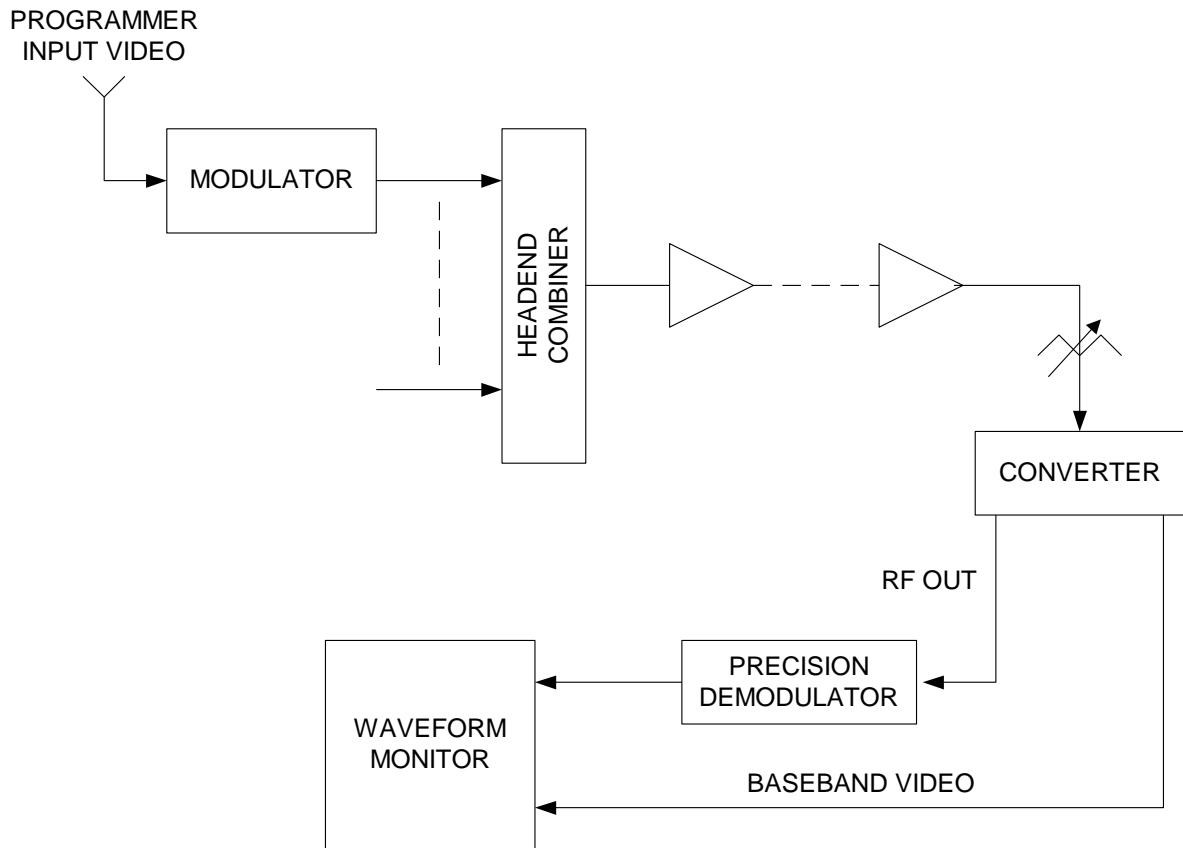 PROGRAMMER
INPUT VIDEO
MODULATOR
HEADEND
COMBINER
CONVERTER
RF OUT
PRECISION
DEMODULATOR
WAVEFORM
MONITOR
BASEBAND VIDEO